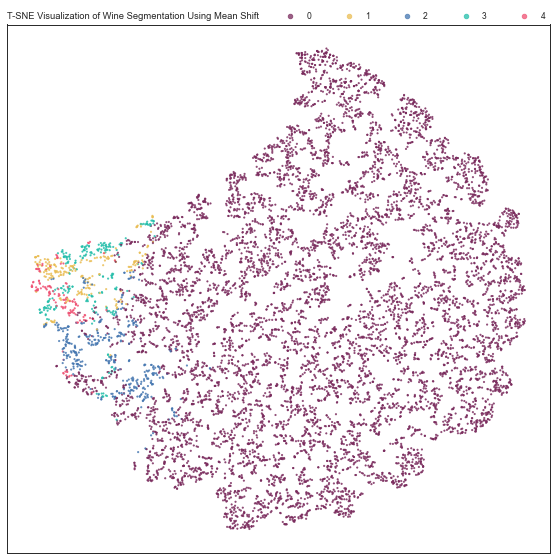 T-SNE Visualization of Wine Segmentation Using Mean Shift 0 1 2 3 4